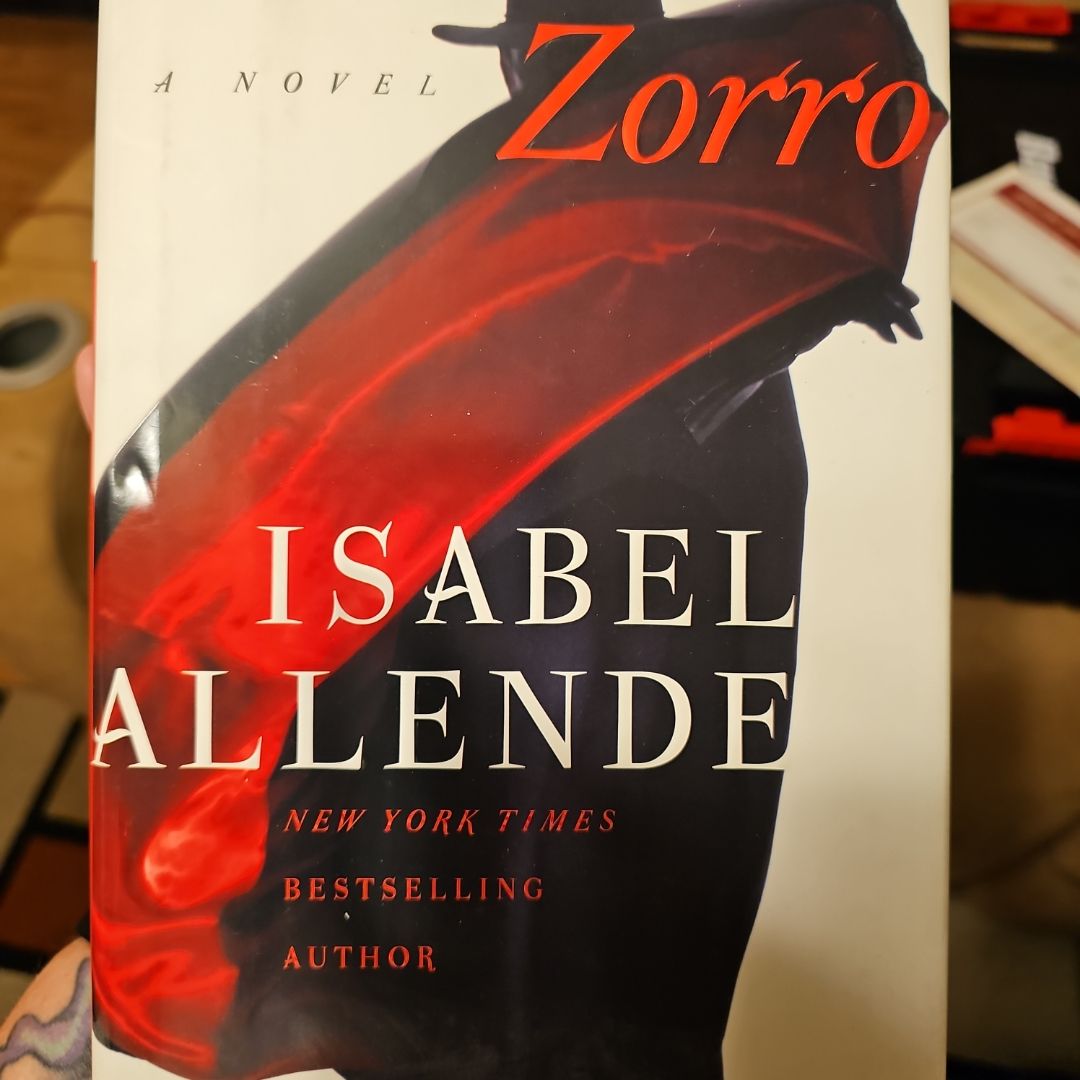 A NOVEL
Zorro
ISABEL
ALLENDE
NEW YORK TIMES
BESTSELLING
AUTHOR